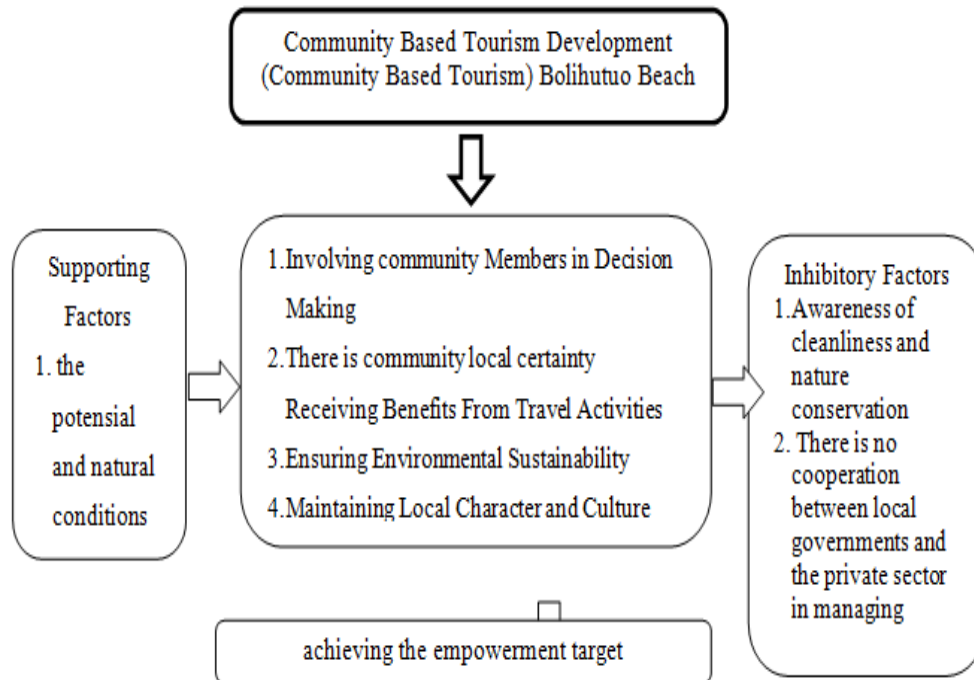 Community Based Tourism Development
(Community Based Tourism) Bolihutuo Beach
Supporting
Factors
1. the
potensial
and natural
conditions
1.Involving community Members in Decision
Making
2.There is community local certainty
Receiving Benefits From Travel Activities
3.Ensuring Environmental Sustainability
4.Maintaining Local Character and Culture
Inhibitory Factors
1.Awareness of
cleanliness and
nature
conservation
2. There is no
cooperation
between local
governments and
the private sector
in managing
achieving the empowerment target